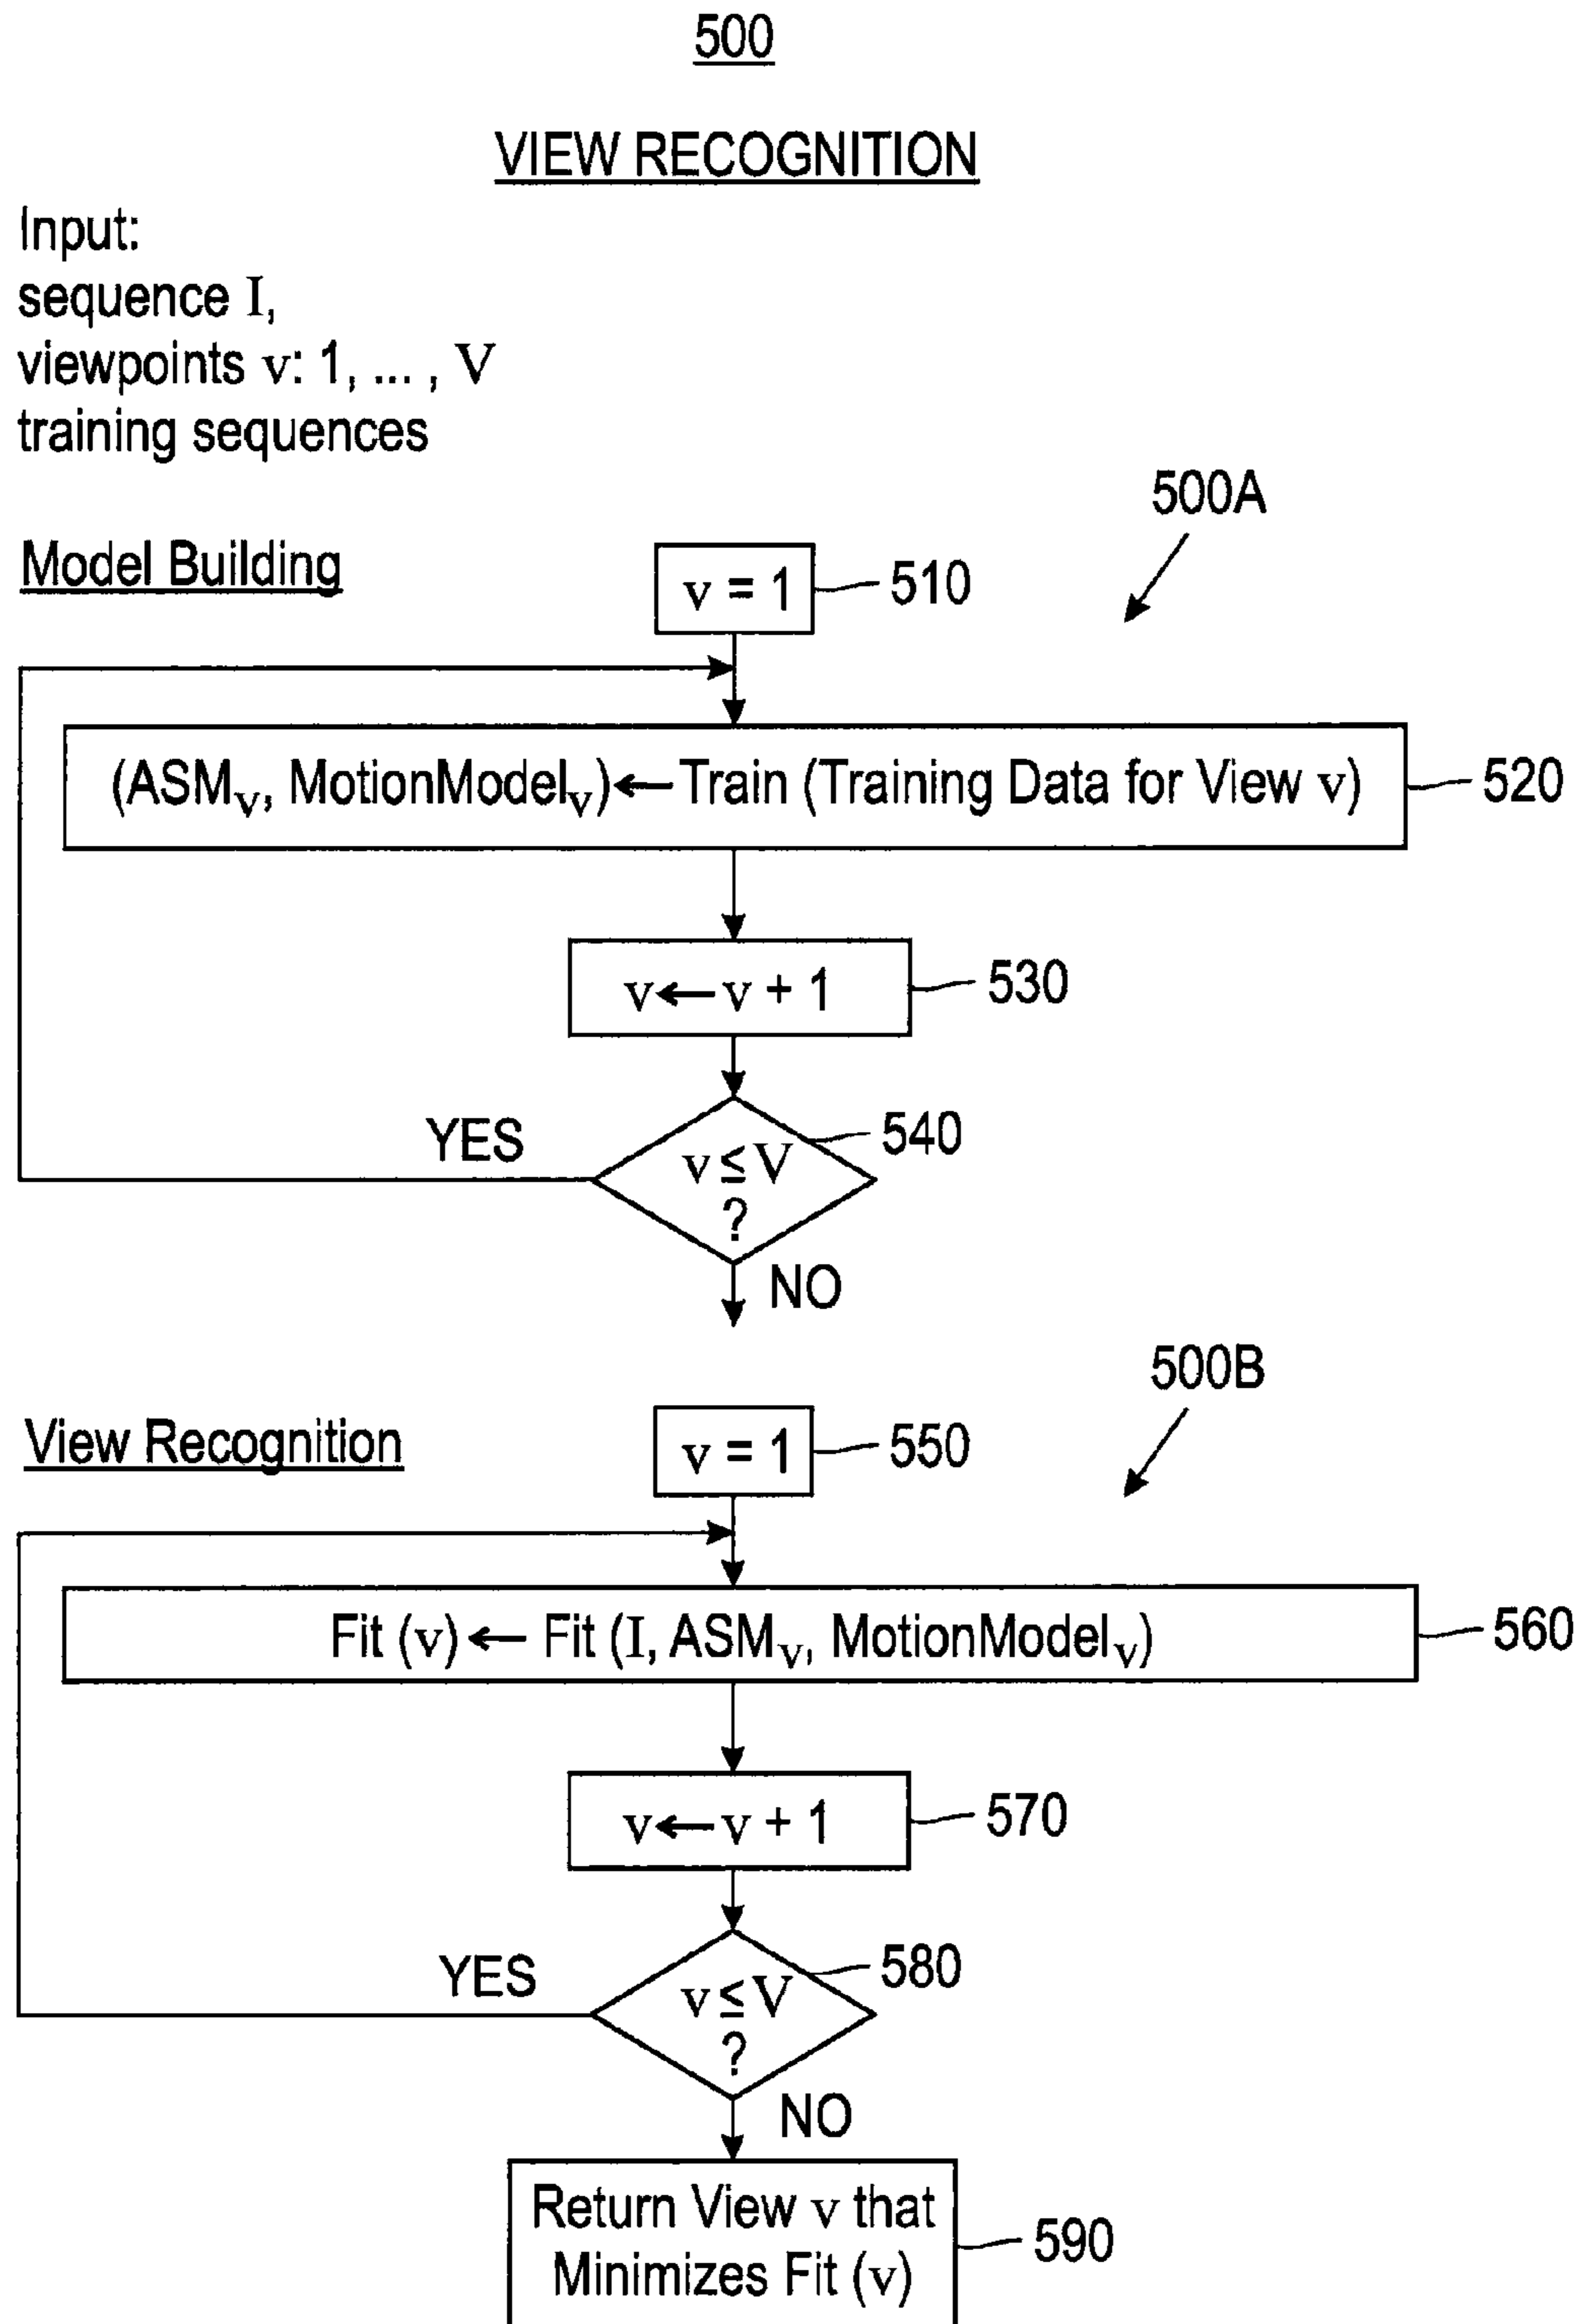 500
VIEW RECOGNITION
Input:
sequence I,
viewpoints v: 1, ... , V
training sequences
500A
Model Building
v = 1
510
(ASMv, MotionModelv)← Train (Training Data for View v)
520
v← v + 1
530
540
YES
v ≤ V
?
NO
500B
View Recognition
v = 1
550
Fit (v) ← Fit (I, ASMv, MotionModelv)
560
v← v + 1
570
580
YES
v ≤ V
?
NO
Return View v that
Minimizes Fit (v)
590